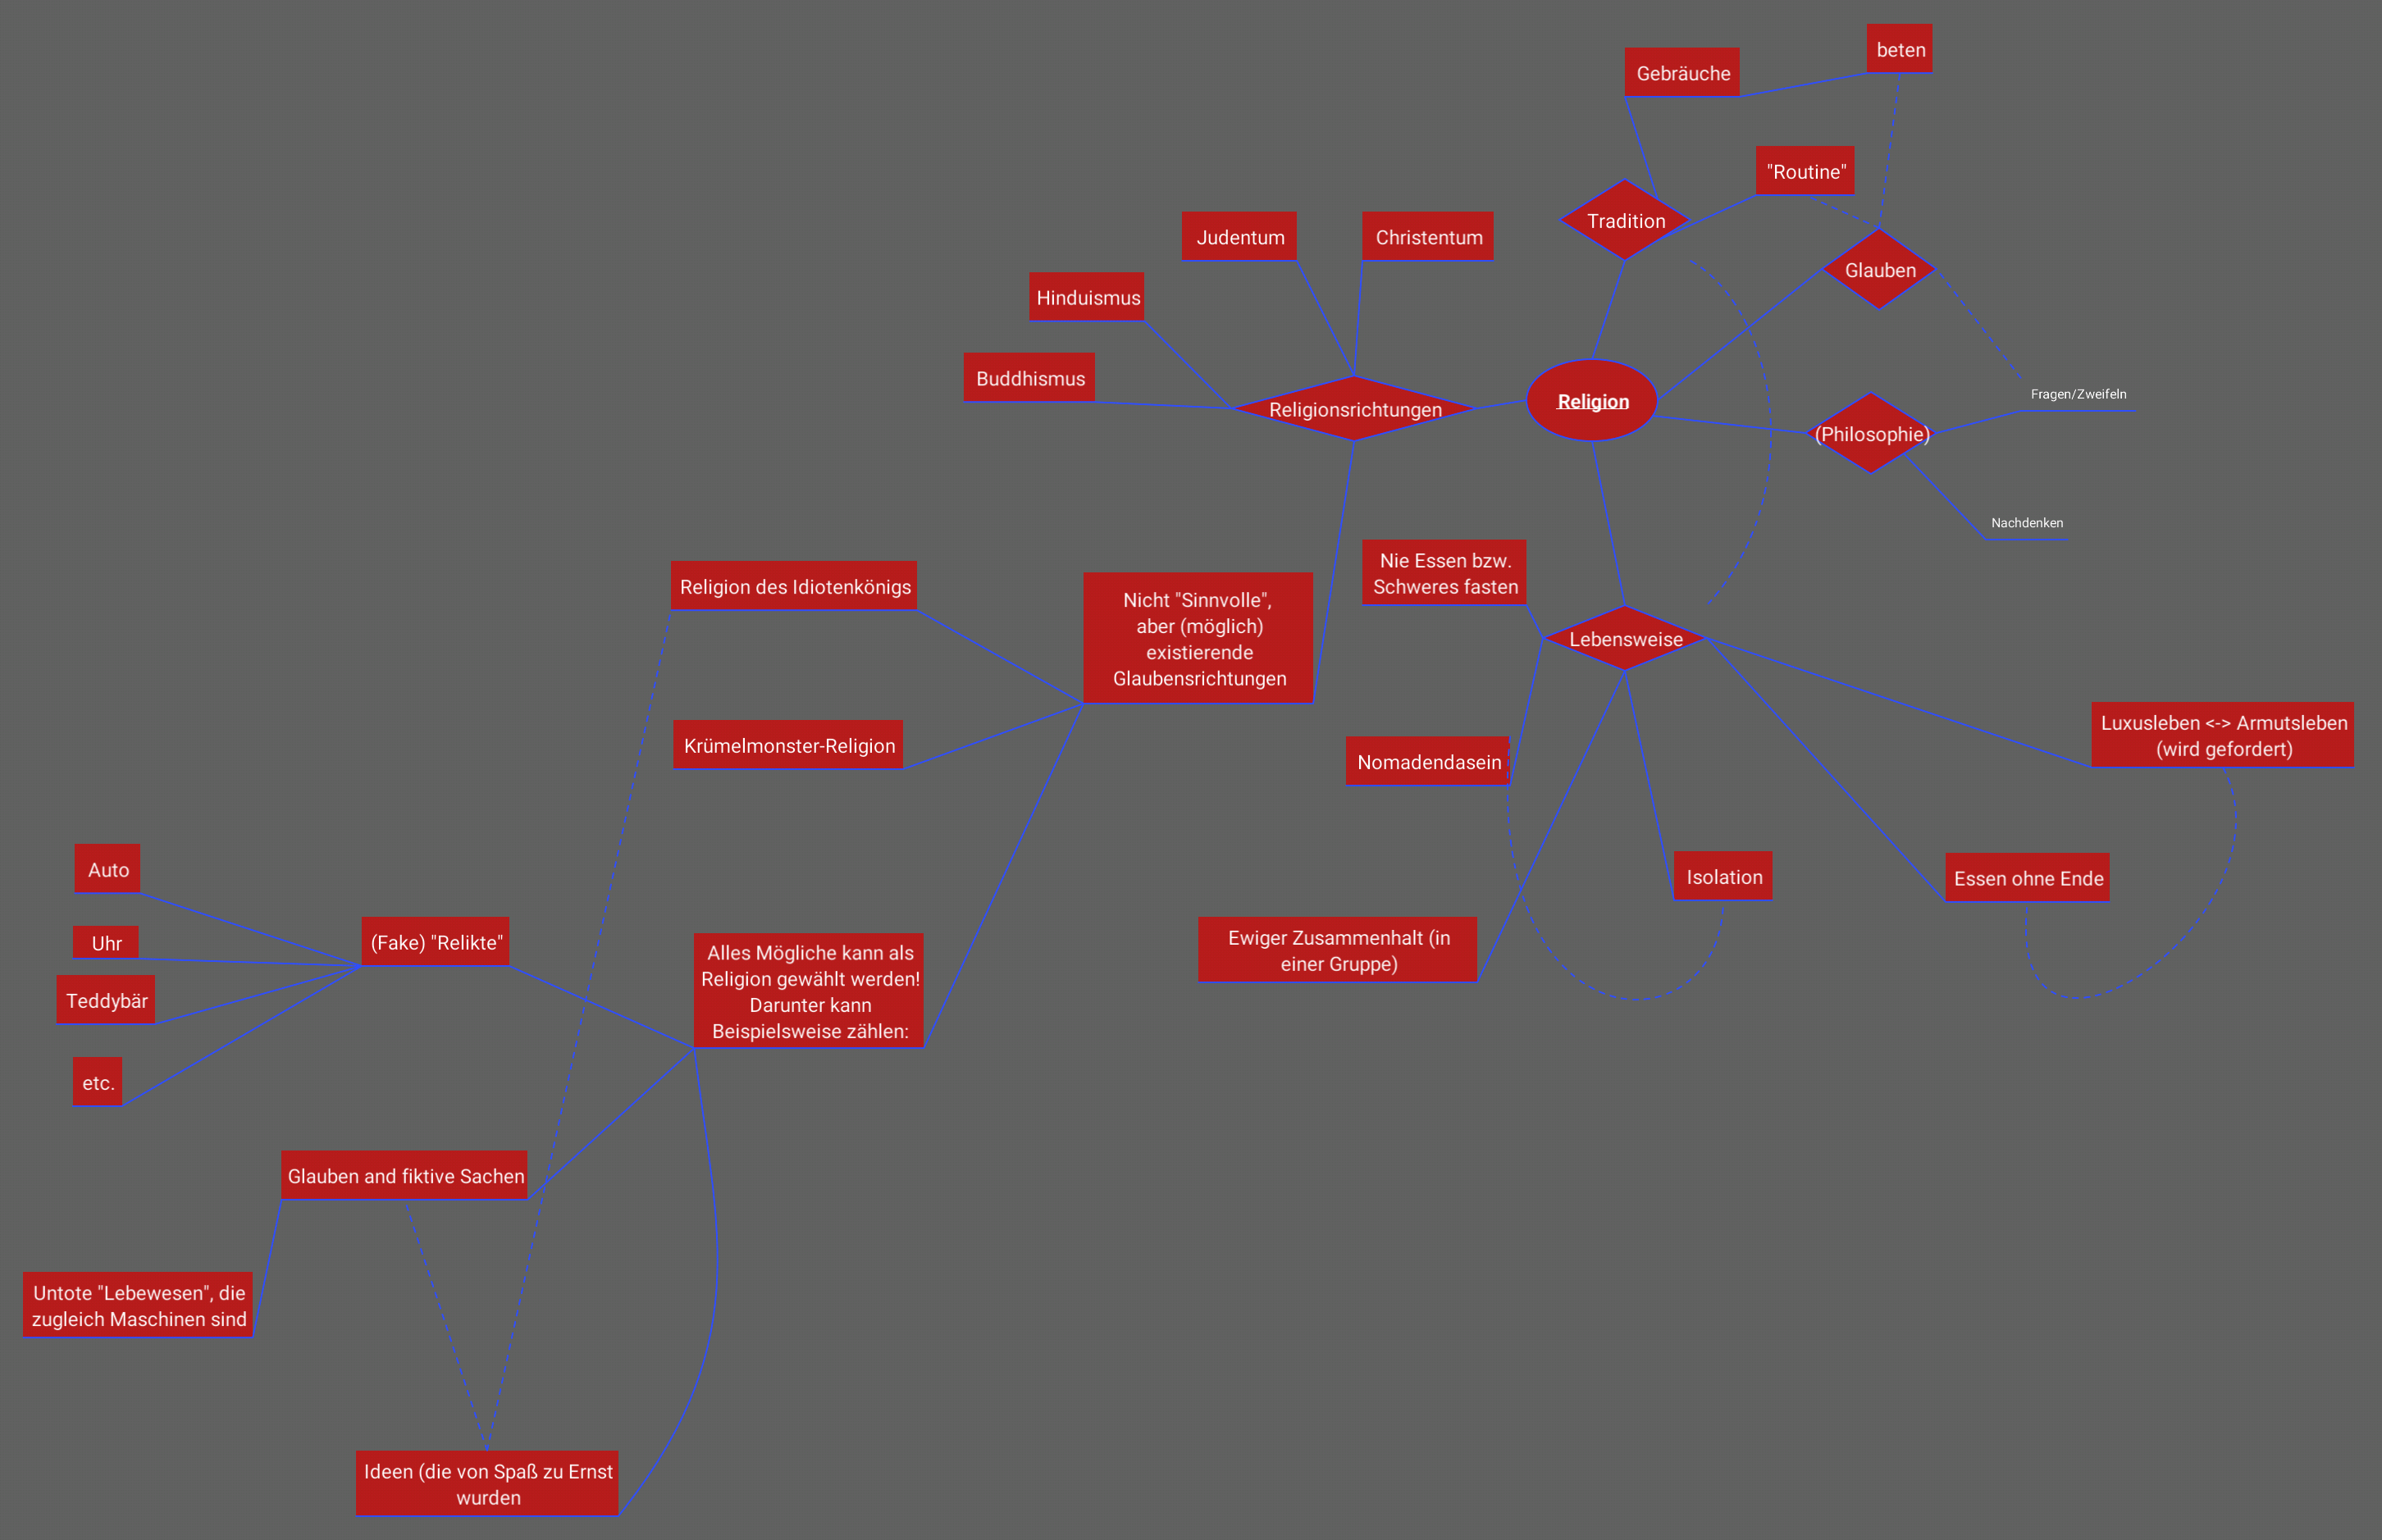 beten
Gebräuche
"Routine"
Tradition
Judentum
Christentum
Glauben
Hinduismus
Buddhismus
Religionsrichtungen
Religion
Fragen/Zweifeln
(Philosophie)
Nachdenken
Nie Essen bzw.
Schweres fasten
Religion des Idiotenkönigs
Nicht "Sinnvolle",
aber (möglich)
existierende
Glaubensrichtungen
Lebensweise
Krümelmonster-Religion
Nomadendasein
Luxusleben <-> Armutsleben
(wird gefordert)
Auto
Isolation
Essen ohne Ende
Uhr
(Fake) "Relikte"
Alles Mögliche kann als
Religion gewählt werden!
Darunter kann
Beispielsweise zählen:
Ewiger Zusammenhalt (in
einer Gruppe)
Teddybär
etc.
Glauben and fiktive Sachen
Untote "Lebewesen", die
zugleich Maschinen sind
Ideen (die von Spaß zu Ernst
wurden